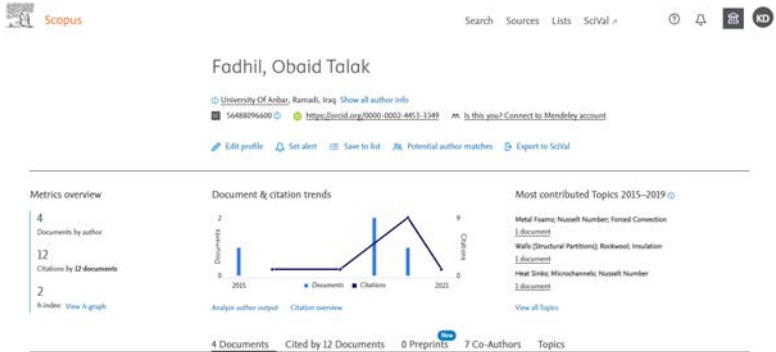 Scopus
Search Sources Lists SciVal ↗
KD
Fadhil, Obaid Talak
University Of Anbar, Ramadi, Iraq Show all author info
56488096600 https://orcid.org/0000-0002-4453-3349 Is this you? Connect to Mendeley account
Edit profile Set alert Save to list Potential author matches Export to SciVal
Metrics overview
4
Documents by author
12
Citations by 12 documents
2
h-index: View h-graph
Document & citation trends
2
0
Documents
9
0
Citations
2015 2021
Documents Citations
Analyze author output Citation overview
Most contributed Topics 2015–2019
Metal Foams; Nusselt Number; Forced Convection
1 document
Walls (Structural Partitions); Rockwool; Insulation
1 document
Heat Sinks; Microchannels; Nusselt Number
1 document
View all Topics
New
4 Documents Cited by 12 Documents 0 Preprints 7 Co-Authors Topics